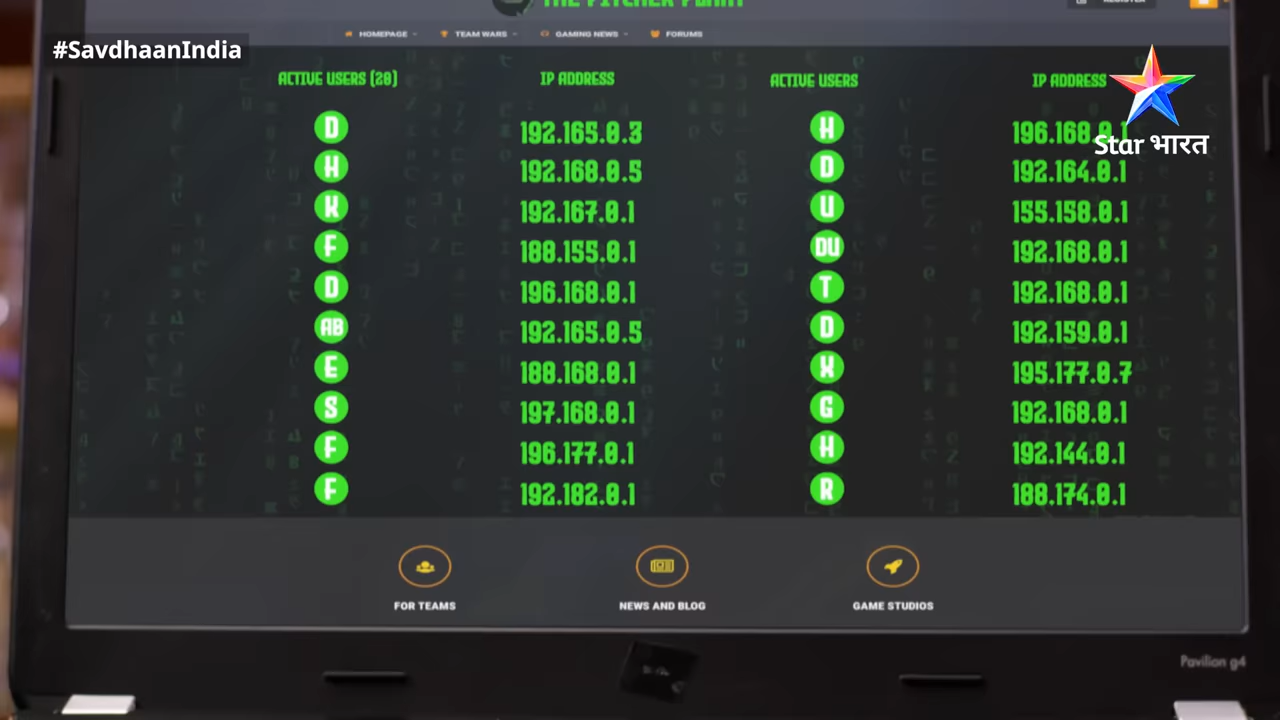 #SavdhaanIndia
HOMEPAGE TEAM WARS GAMING NEWS FORUMS
Star भारत
ACTIVE USERS (20) IP ADDRESS ACTIVE USERS IP ADDRESS
D 192.165.0.3 H 196.168.0.1
H 192.168.0.5 D 192.164.0.1
K 192.167.0.1 U 155.158.0.1
F 188.155.0.1 DU 192.168.0.1
D 196.168.0.1 T 192.168.0.1
AB 192.165.0.5 D 192.159.0.1
E 188.168.0.1 X 195.177.0.7
S 197.168.0.1 G 192.168.0.1
F 196.177.0.1 H 192.144.0.1
F 192.182.0.1 R 188.174.0.1
FOR TEAMS NEWS AND BLOG GAME STUDIOS
Pavilion g4